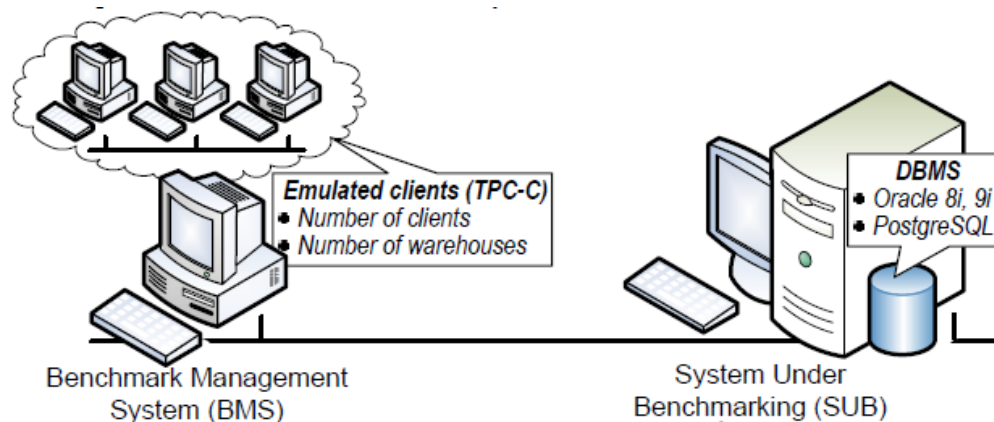 Emulated clients (TPC-C)
• Number of clients
• Number of warehouses
DBMS
• Oracle 8i, 9i
• PostgreSQL
Benchmark Management
System (BMS)
System Under
Benchmarking (SUB)